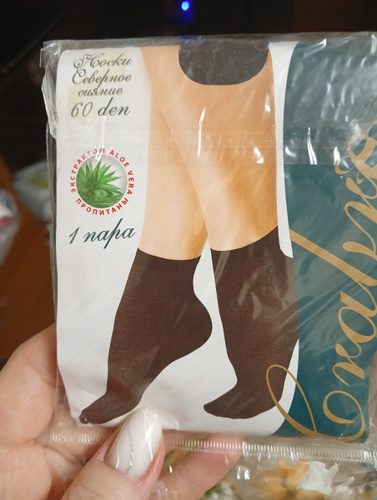 Носки
Северное
сияние
60 den
ЭКСТРАКТОМ ALOE VERA
ПРОПИТАНЫ
1 пара